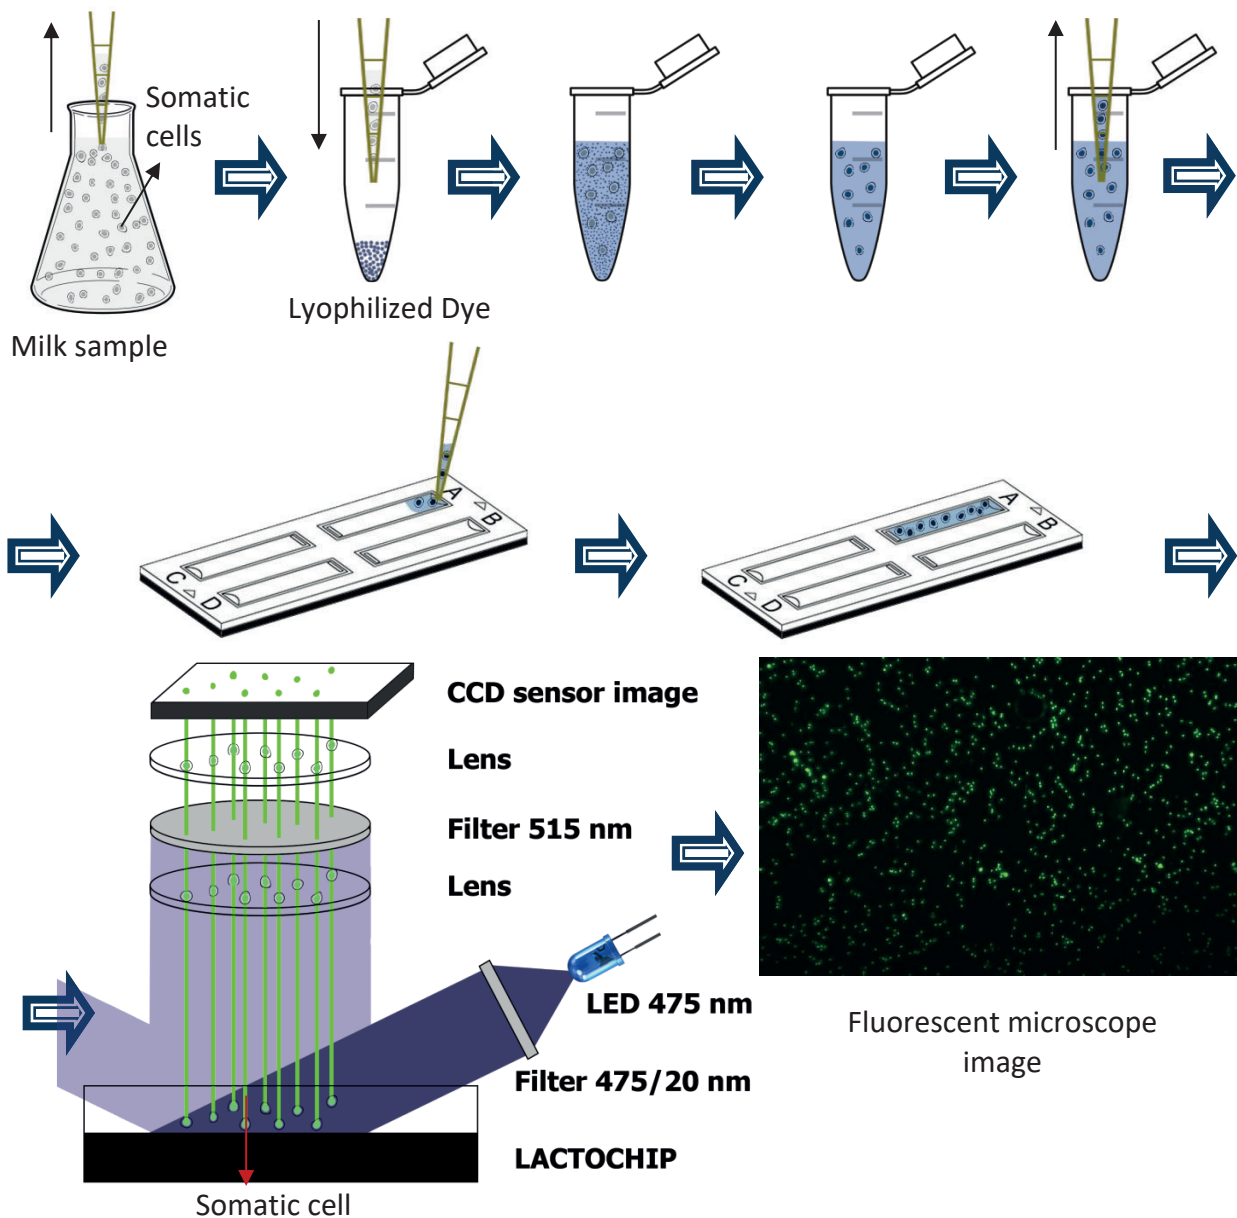 Somatic
cells
Lyophilized Dye
Milk sample
A
B
C
D
A
B
C
D
CCD sensor image
Lens
Filter 515 nm
Lens
LED 475 nm
Filter 475/20 nm
LACTOCHIP
Somatic cell
Fluorescent microscope
image